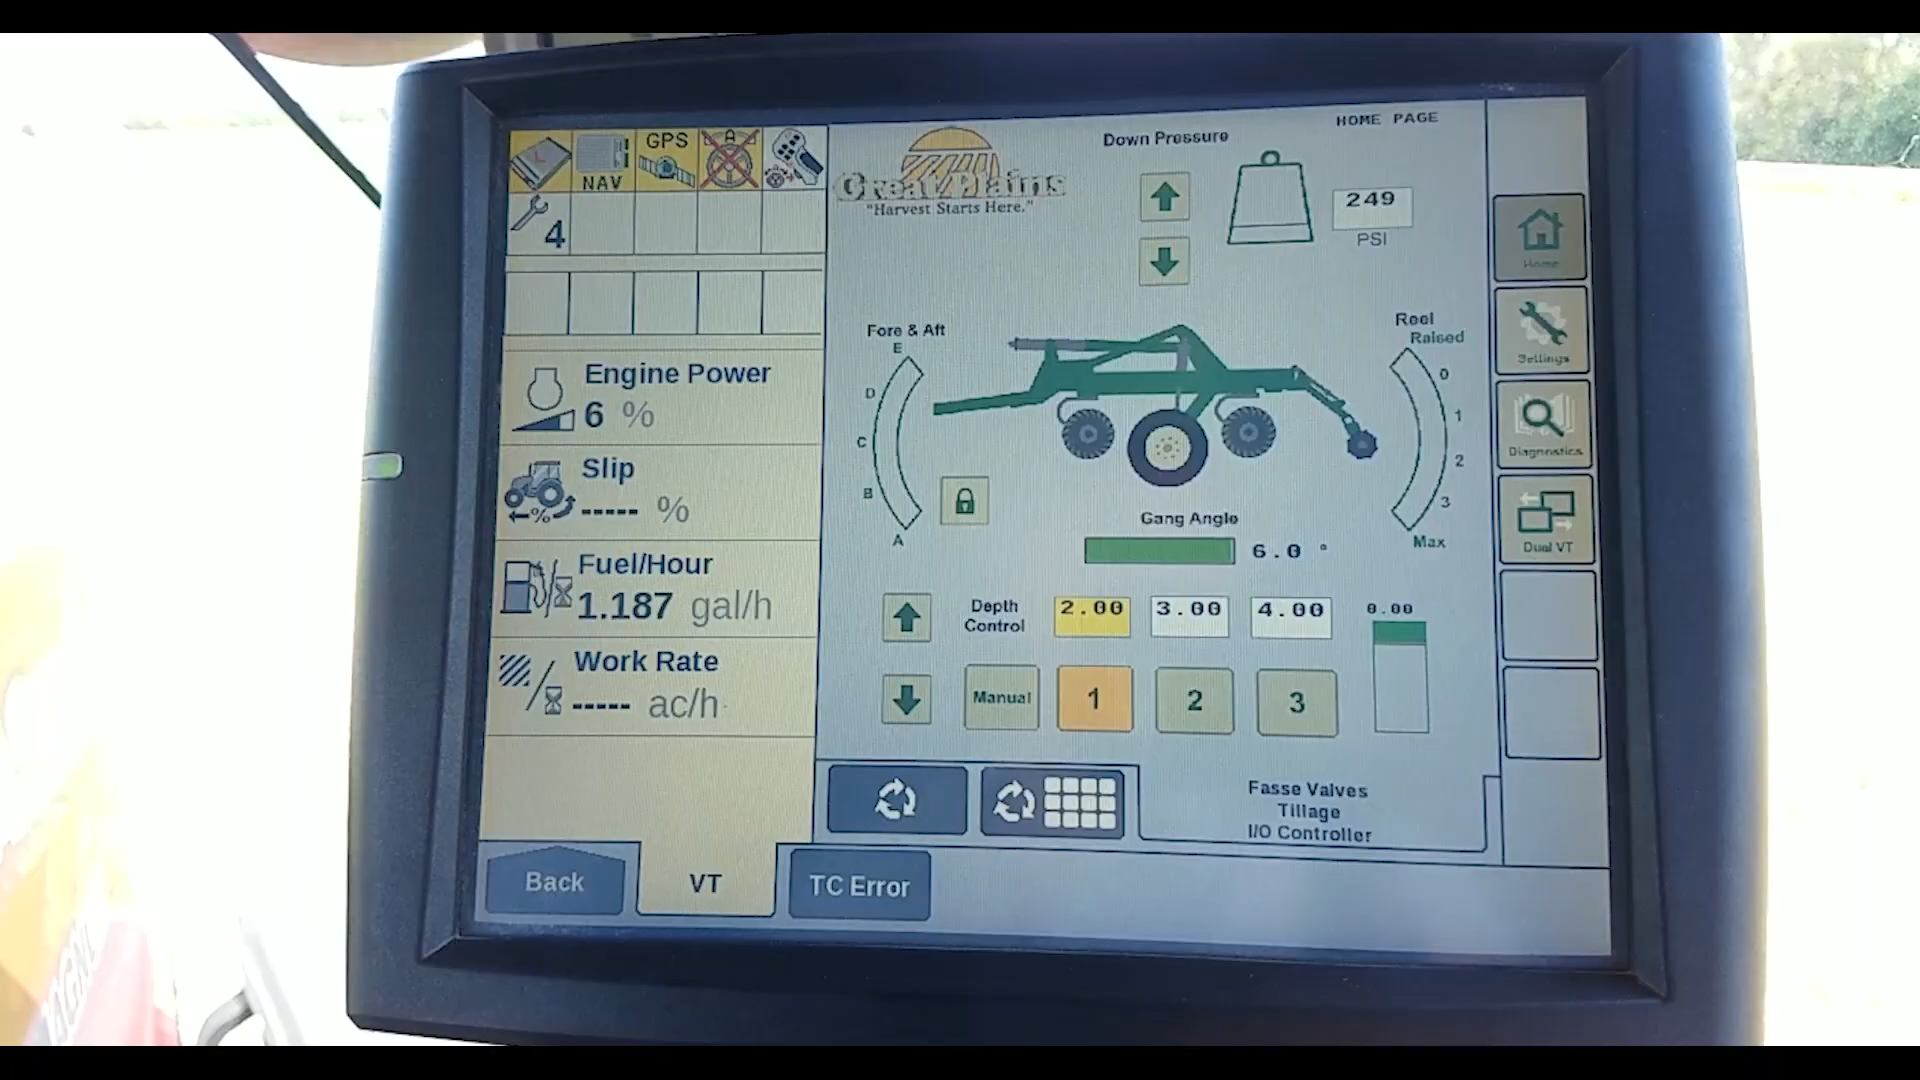 GPS
NAV
4
Engine Power
6 %
Slip
----- %
Fuel/Hour
1.187 gal/h
Work Rate
----- ac/h
Back
VT
TC Error
Great Plains
"Harvest Starts Here."
Down Pressure
HOME PAGE
249
PSI
Fore & Aft
E
D
C
B
A
Reel
Raised
0
1
2
3
Max
Gang Angle
6.0 °
Depth
Control
2.00 3.00 4.00 0.00
Manual 1 2 3
Fasse Valves
Tillage
I/O Controller
Home
Settings
Diagnostics
Dual VT